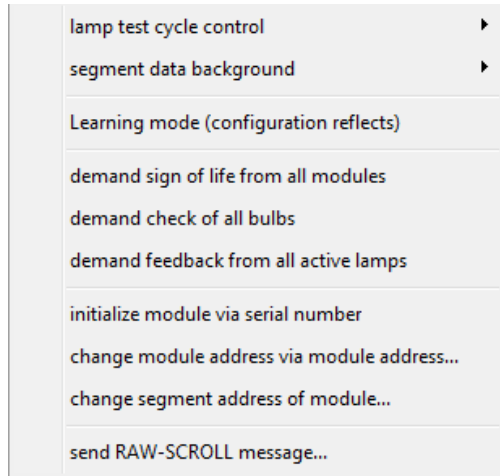 lamp test cycle control
segment data background
Learning mode (configuration reflects)
demand sign of life from all modules
demand check of all bulbs
demand feedback from all active lamps
initialize module via serial number
change module address via module address...
change segment address of module...
send RAW-SCROLL message...